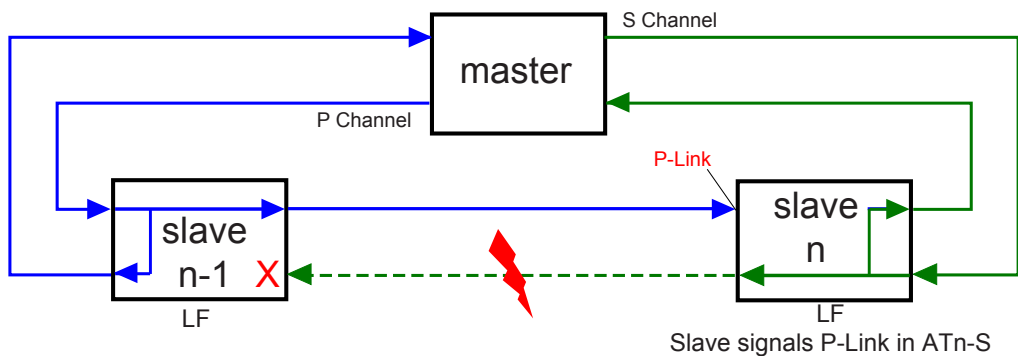 S Channel
master
P Channel
P-Link
slave
n-1
X
LF
slave
n
LF
Slave signals P-Link in ATn-S